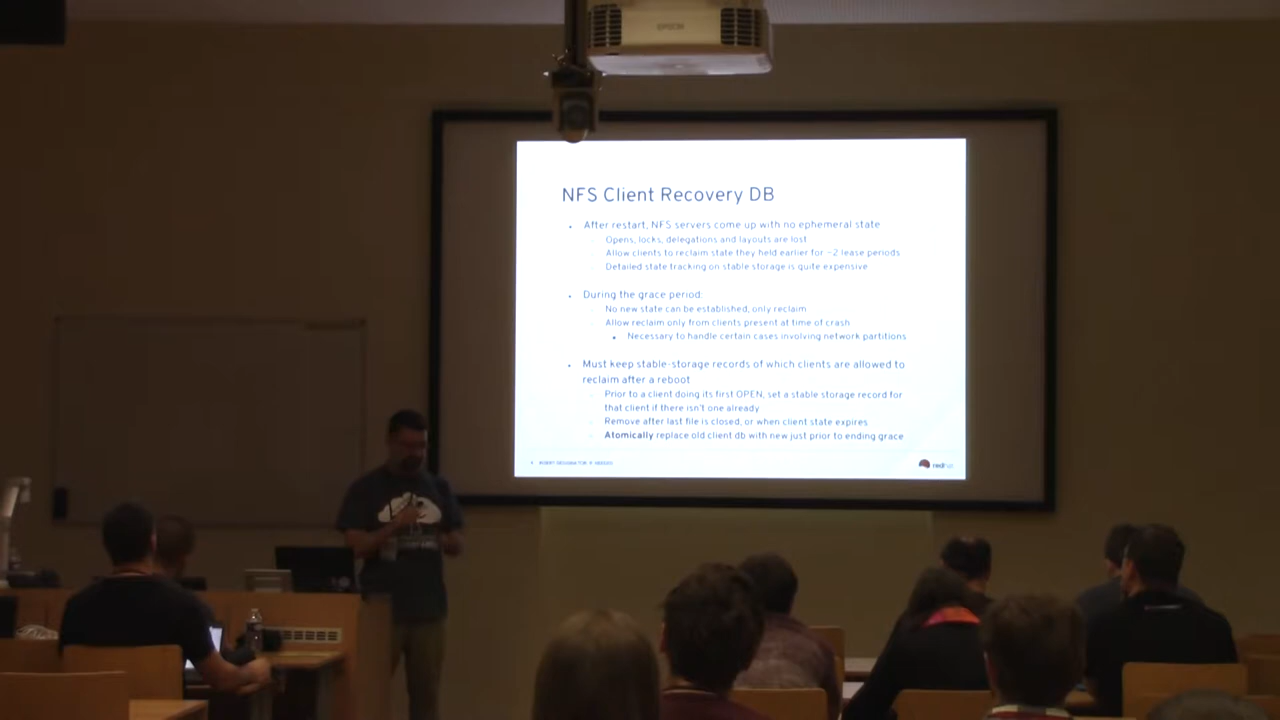 EPSON
NFS Client Recovery DB
After restart, NFS servers come up with no ephemeral state
Opens, locks, delegations and layouts are lost
Allow clients to reclaim state they held earlier for ~2 lease periods
Detailed state tracking on stable storage is quite expensive
During the grace period:
No new state can be established, only reclaim
Allow reclaim only from clients present at time of crash
Necessary to handle certain cases involving network partitions
Must keep stable-storage records of which clients are allowed to
reclaim after a reboot
Prior to a client doing its first OPEN, set a stable storage record for
that client if there isn't one already
Remove after last file is closed, or when client state expires
Atomically replace old client db with new just prior to ending grace
INSERT DESIGNATOR, IF NEEDED
redhat